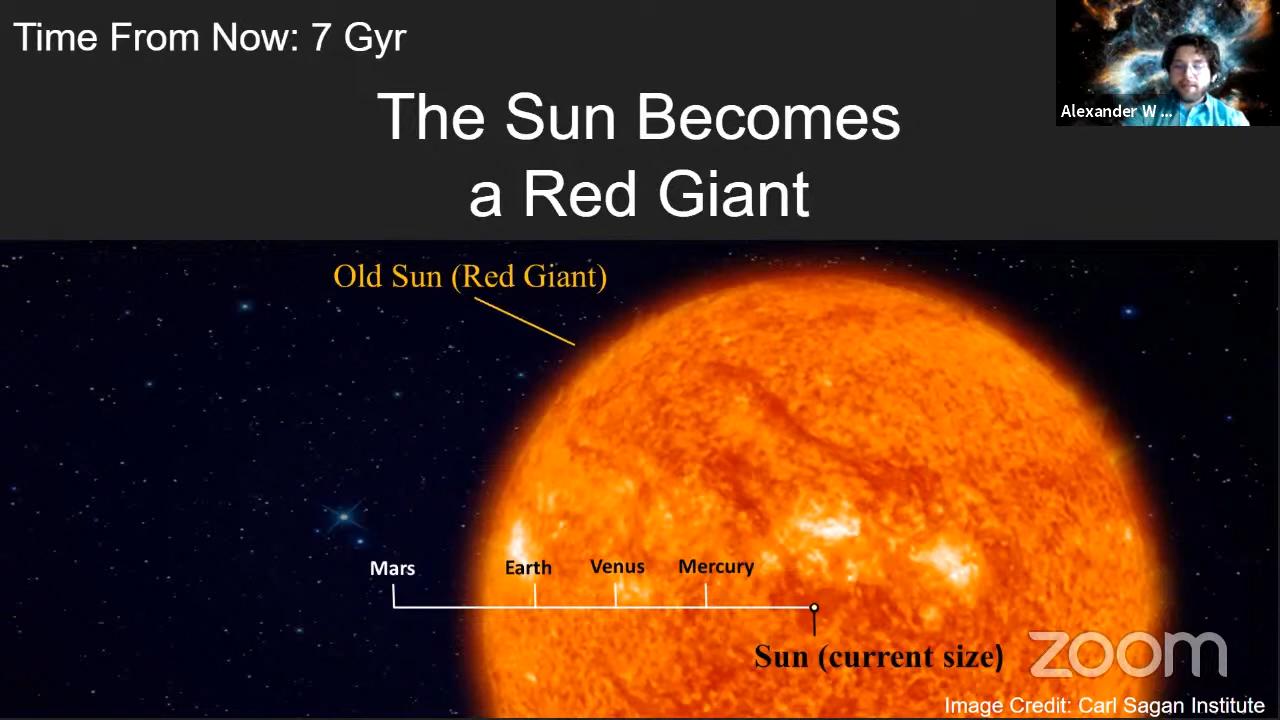 Time From Now: 7 Gyr
Alexander W ...
The Sun Becomes
a Red Giant
Old Sun (Red Giant)
Mars Earth Venus Mercury
Sun (current size)
zoom
Image Credit: Carl Sagan Institute